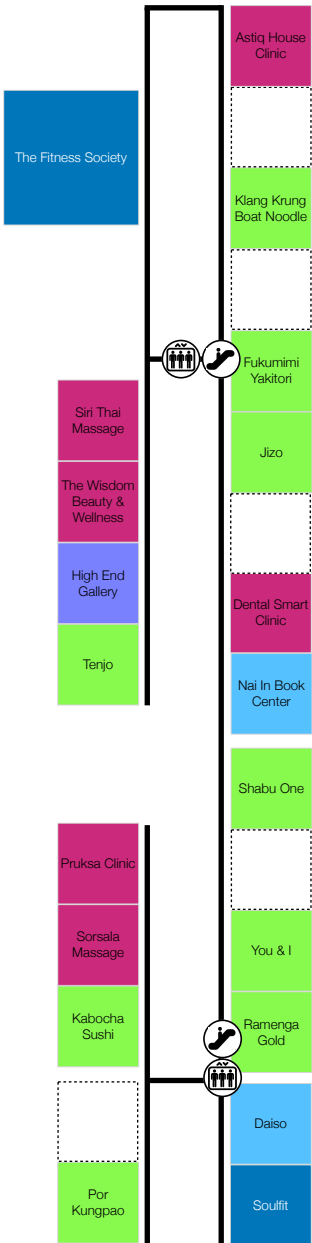 Astiq House
Clinic
The Fitness Society
Klang Krung
Boat Noodle
Fukumimi
Yakitori
Siri Thai
Massage
Jizo
The Wisdom
Beauty &
Wellness
High End
Gallery
Dental Smart
Clinic
Tenjo
Nai In Book
Center
Shabu One
Pruksa Clinic
Sorsala
Massage
You & I
Kabocha
Sushi
Ramenga
Gold
Daiso
Por
Kungpao
Soulfit